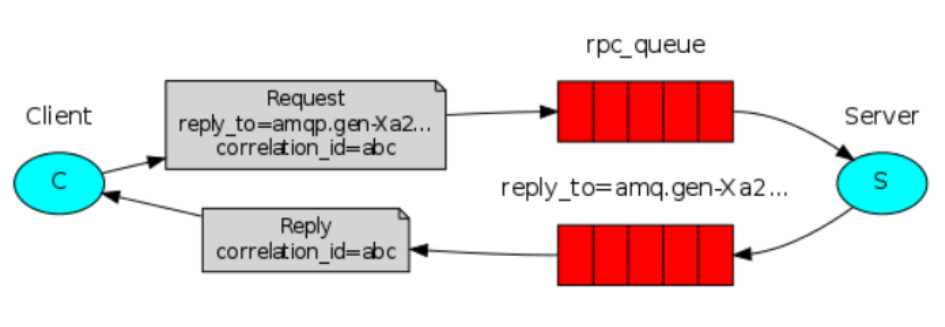 rpc_queue
Client
Request
reply_to=amqp.gen-Xa2...
correlation_id=abc
Server
C
S
reply_to=amq.gen-Xa2...
Reply
correlation_id=abc